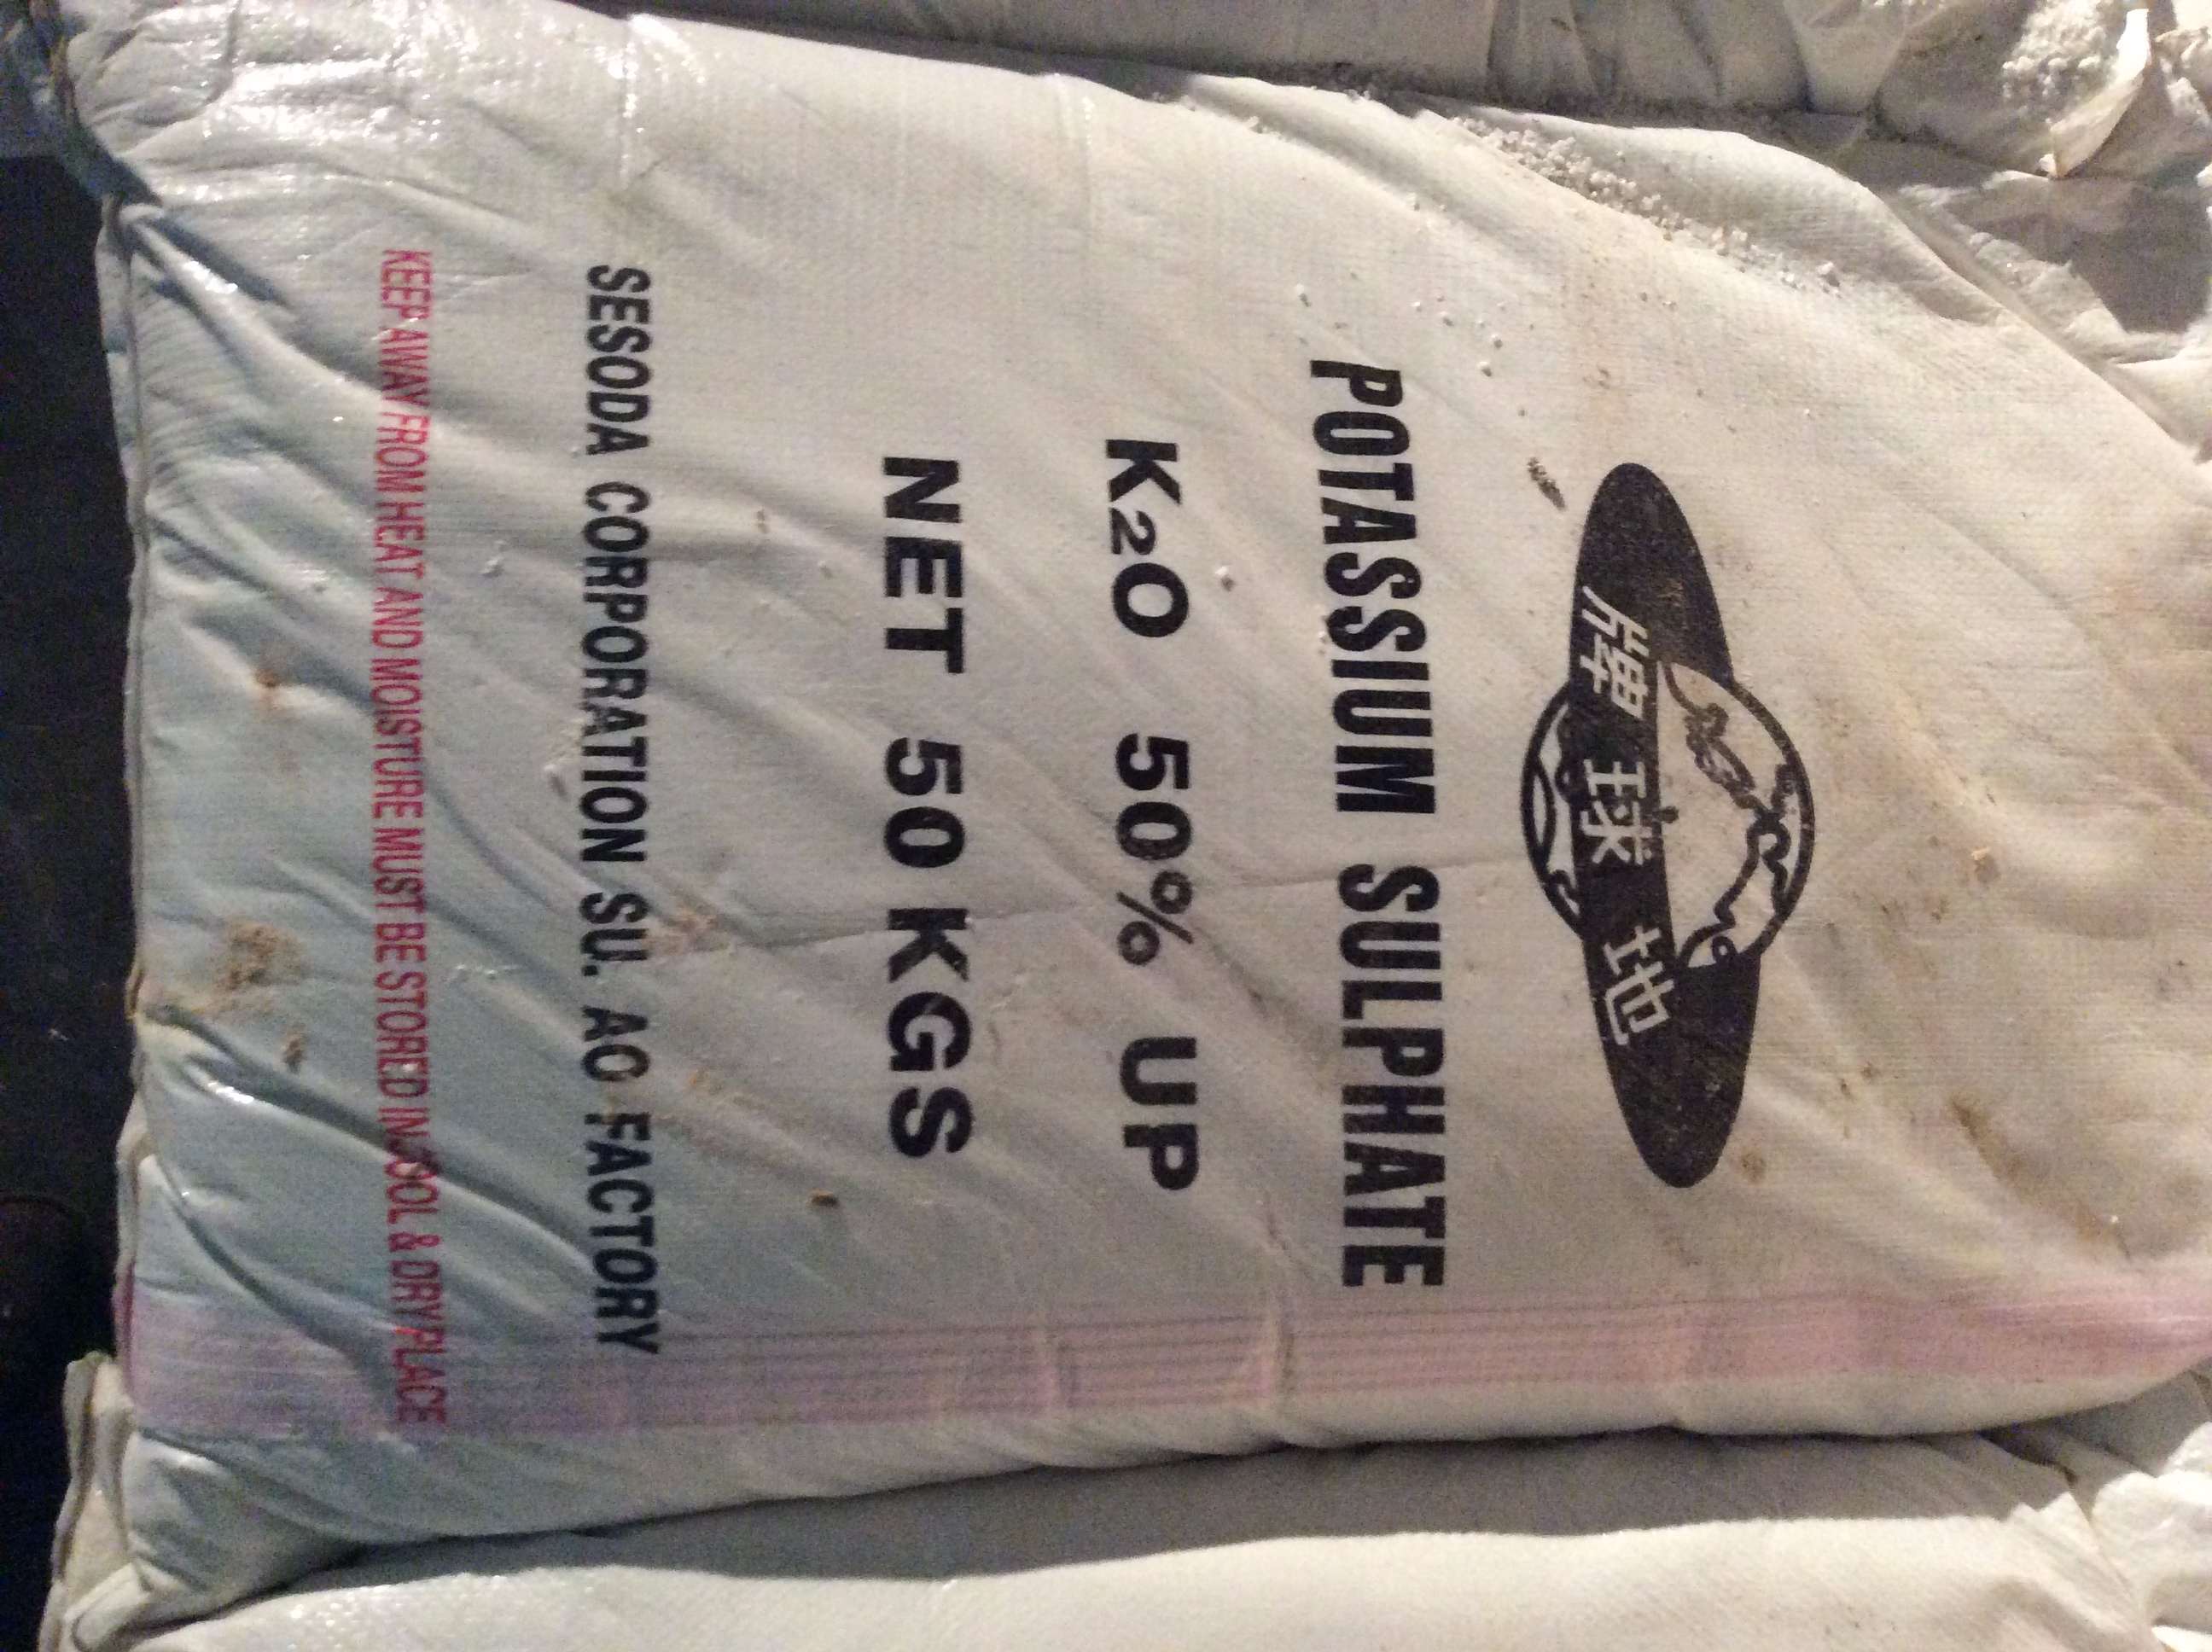 地球牌
POTASSIUM SULPHATE
K₂O 50% UP
NET 50 KGS
SESODA CORPORATION SU. AO FACTORY
KEEP AWAY FROM HEAT AND MOISTURE MUST BE STORED IN COOL & DRY PLACE